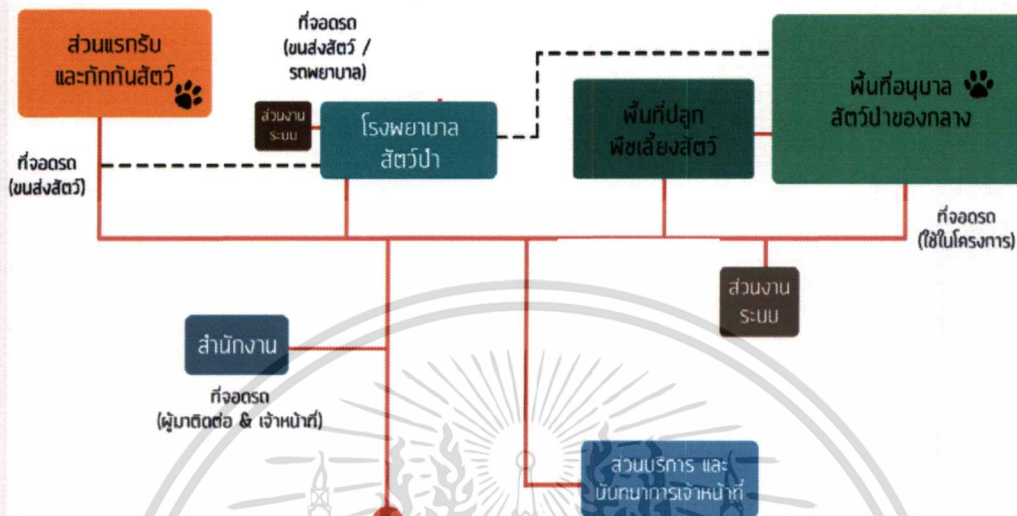 ส่วนแรกรับ
และกักกันสัตว์
ที่จอดรถ
(ขนส่งสัตว์ /
รถพยาบาล)
ส่วนงาน
ระบบ
โรงพยาบาล
สัตว์ป่า
พื้นที่ปลูก
พืชเลี้ยงสัตว์
พื้นที่อนุบาล
สัตว์ป่าของกลาง
ที่จอดรถ
(ขนส่งสัตว์)
ที่จอดรถ
(ใช้ในโครงการ)
ส่วนงาน
ระบบ
สำนักงาน
ที่จอดรถ
(ผู้มาติดต่อ & เจ้าหน้าที่)
ส่วนบริการ และ
นันทนาการเจ้าหน้าที่